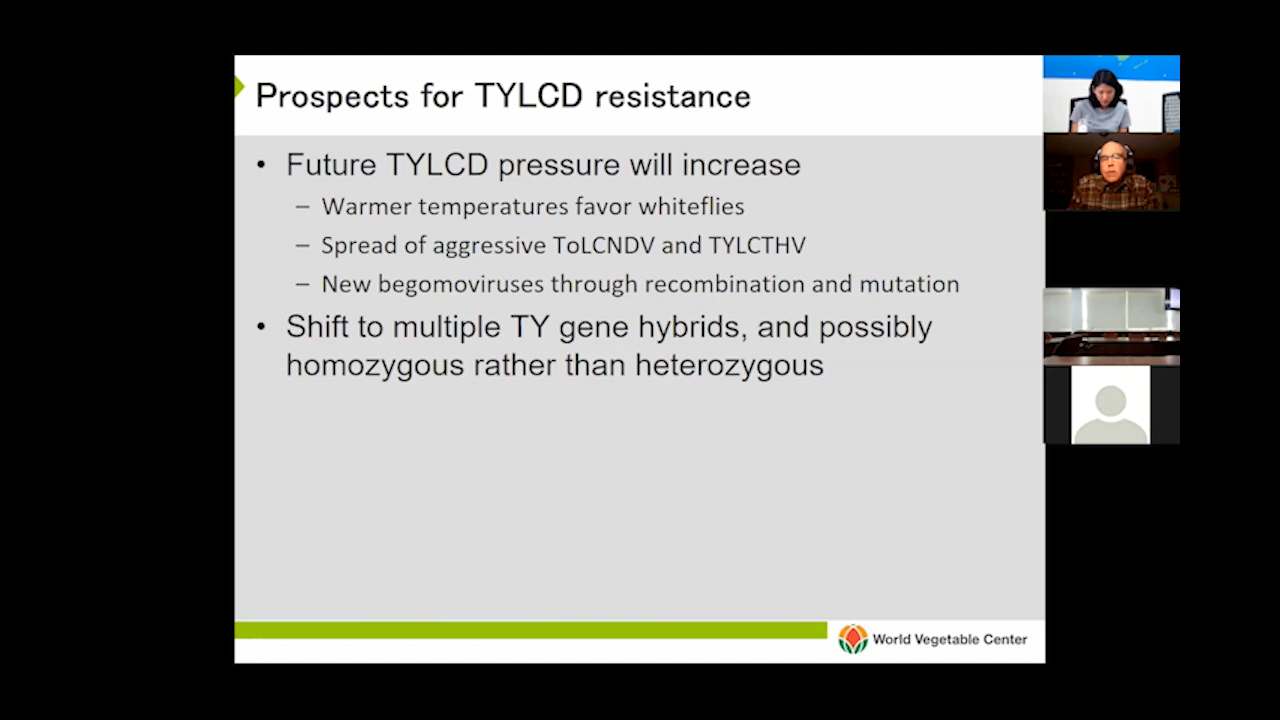 Prospects for TYLCD resistance
• Future TYLCD pressure will increase
– Warmer temperatures favor whiteflies
– Spread of aggressive ToLCNDV and TYLCTHV
– New begomoviruses through recombination and mutation
• Shift to multiple TY gene hybrids, and possibly
homozygous rather than heterozygous
World Vegetable Center